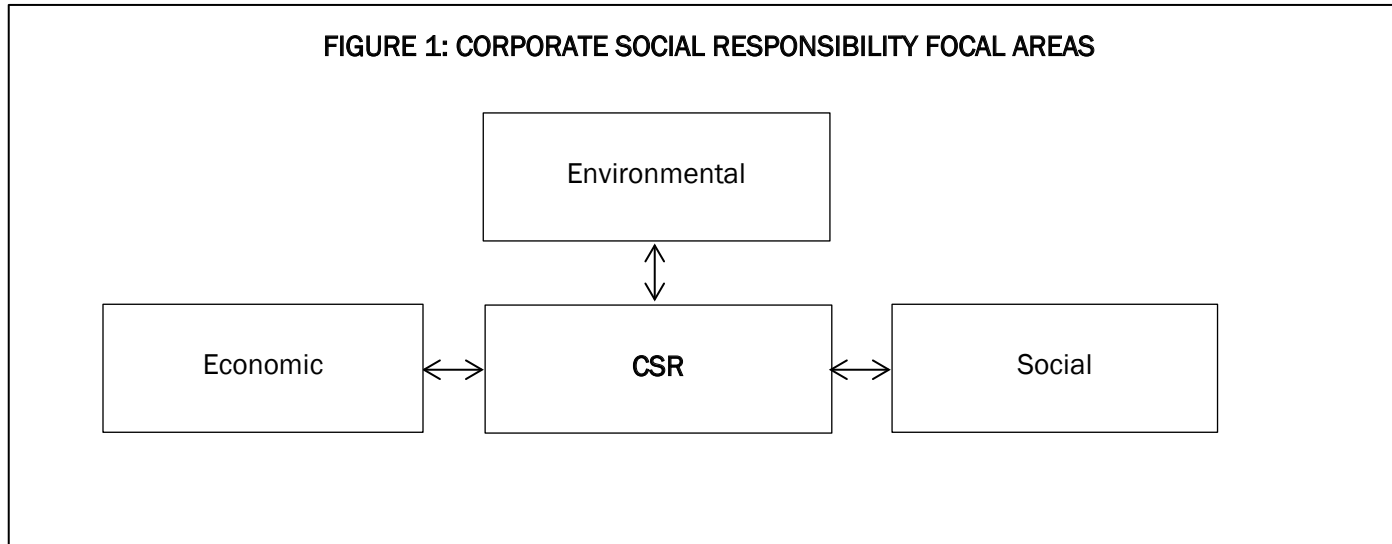 FIGURE 1: CORPORATE SOCIAL RESPONSIBILITY FOCAL AREAS
Environmental
Economic
CSR
Social